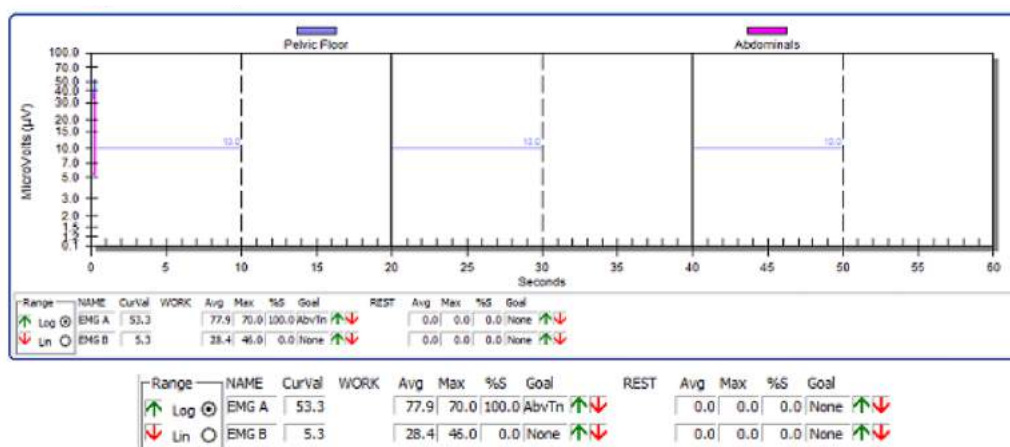 Pelvic Floor Abdominals
MicroVolts (µV)
100.0
70.0
50.0
40.0
30.0
20.0
15.0
10.0
7.0
5.0
3.0
2.0
1.5
0.1
10.0 10.0 10.0
0 5 10 15 20 25 30 35 40 45 50 55 60
Seconds
Range NAME CurVal WORK Avg Max %S Goal REST Avg Max %S Goal
Log EMG A 53.3 77.9 70.0 100.0 AbvTn 0.0 0.0 0.0 None
Lin EMG B 5.3 28.4 46.0 0.0 None 0.0 0.0 0.0 None
Range NAME CurVal WORK Avg Max %S Goal REST Avg Max %S Goal
Log EMG A 53.3 77.9 70.0 100.0 AbvTn 0.0 0.0 0.0 None
Lin EMG B 5.3 28.4 46.0 0.0 None 0.0 0.0 0.0 None